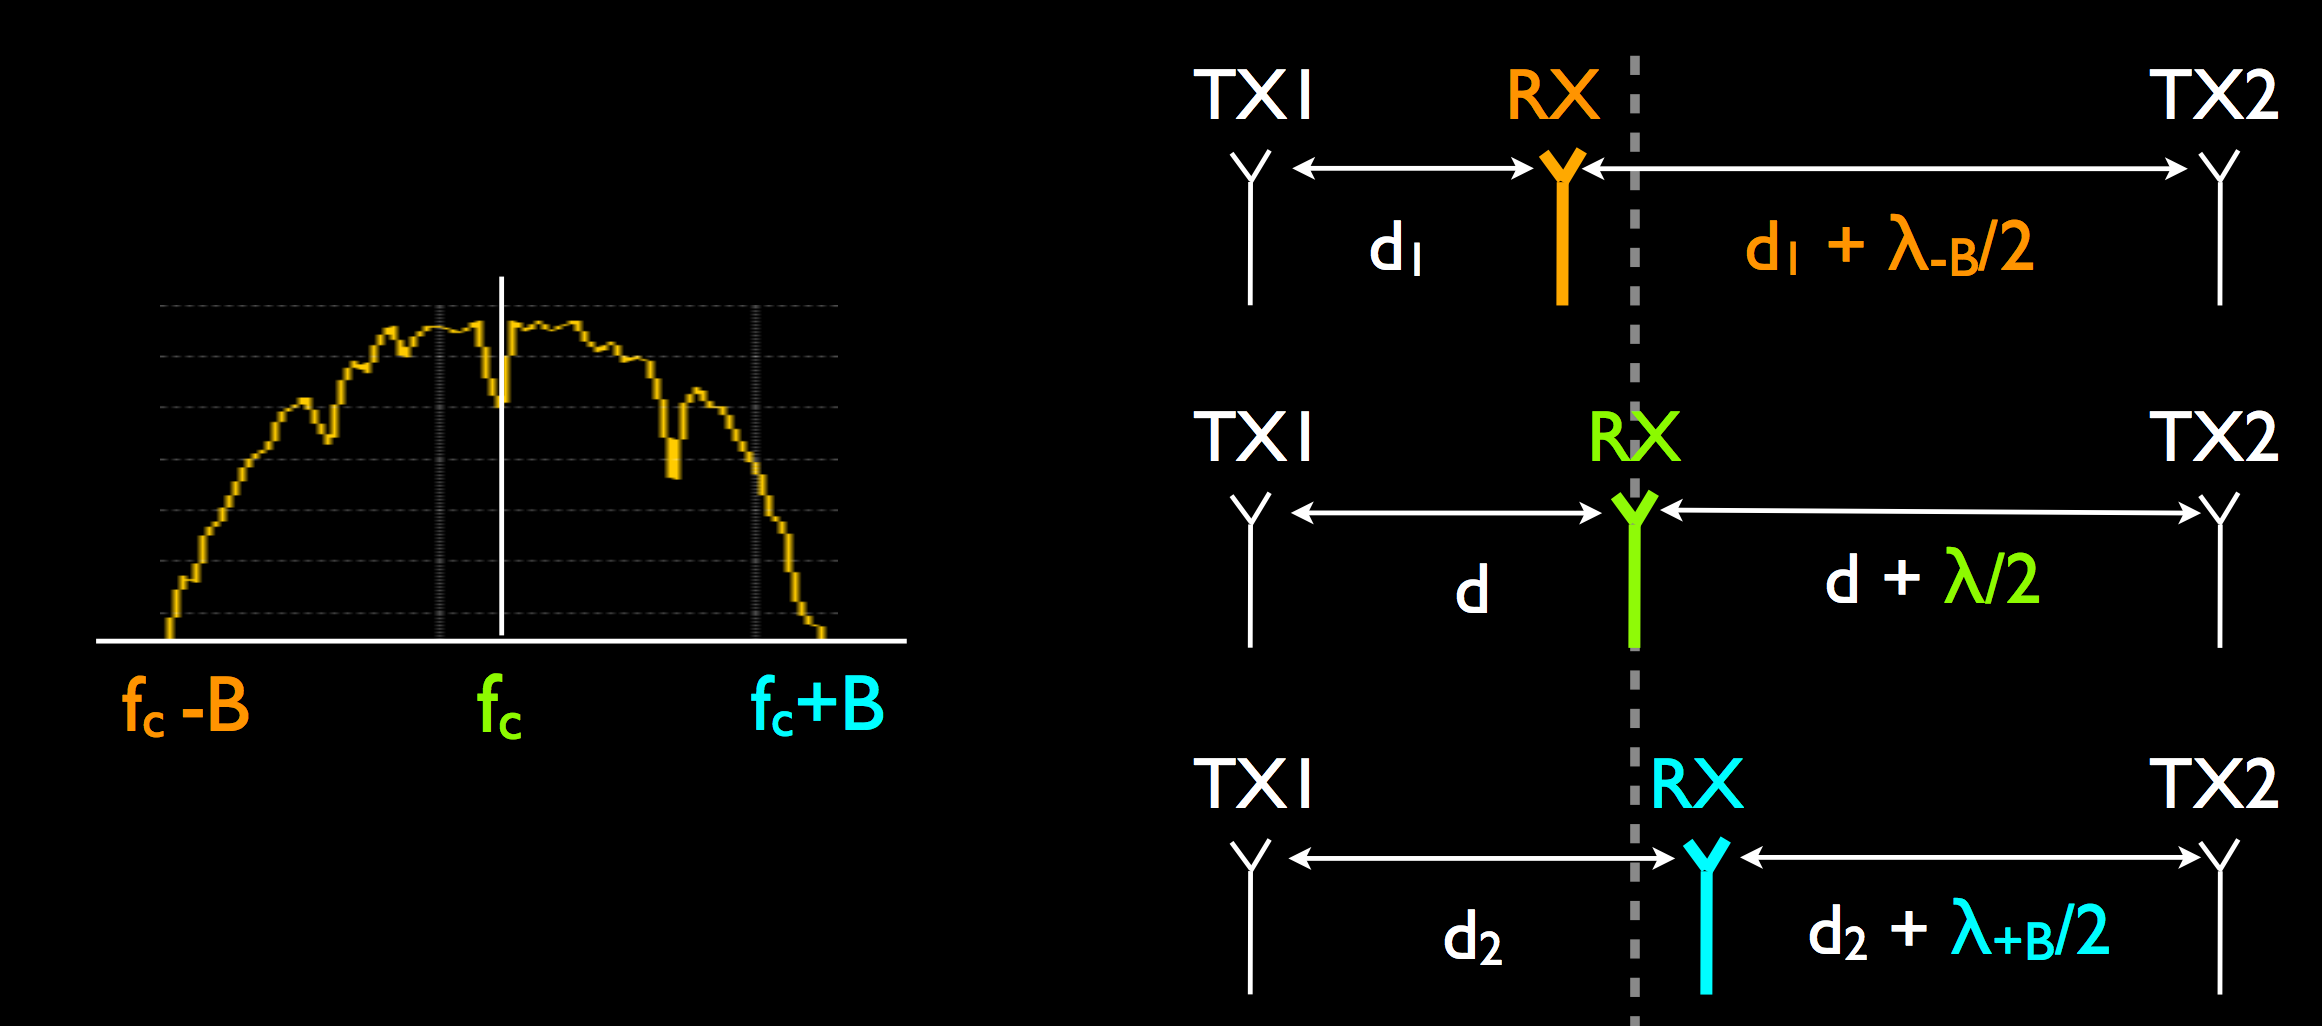 TX1 RX TX2
d1 d1 + λ-B/2
TX1 RX TX2
d d + λ/2
fc -B fc fc+B
TX1 RX TX2
d2 d2 + λ+B/2